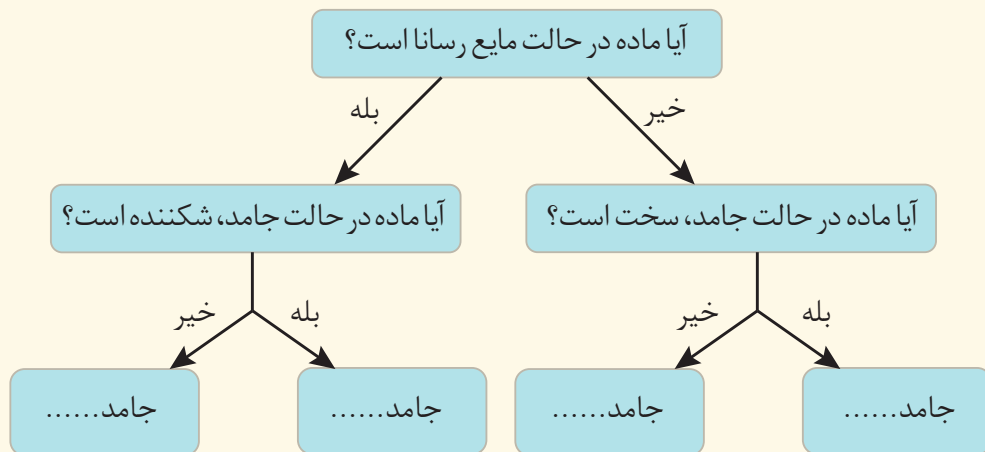 آیا ماده در حالت مایع رسانا است؟
خیر
بله
آیا ماده در حالت جامد، سخت است؟
آیا ماده در حالت جامد، شکننده است؟
بله
خیر
بله
خیر
جامد......
جامد......
جامد......
جامد......